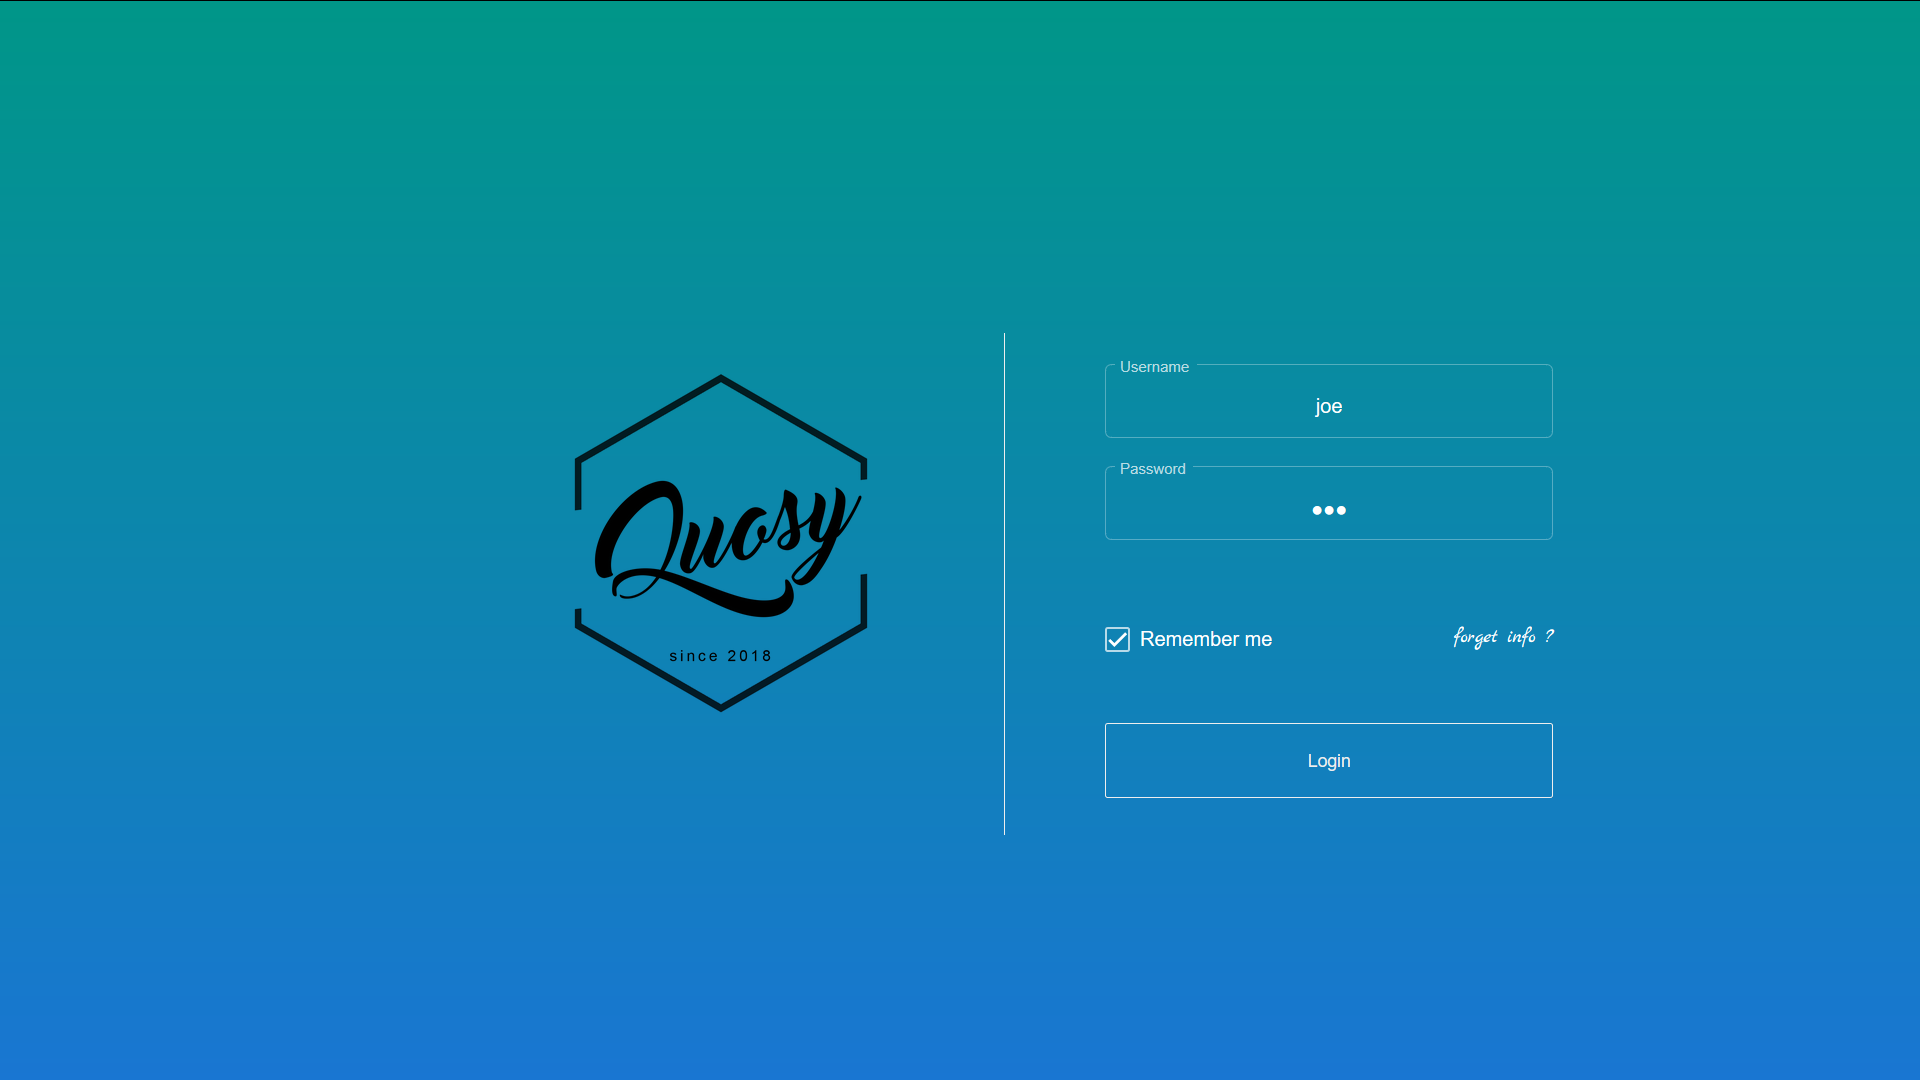 Quosy
since 2018
Username
joe
Password
•••
Remember me
forget info ?
Login